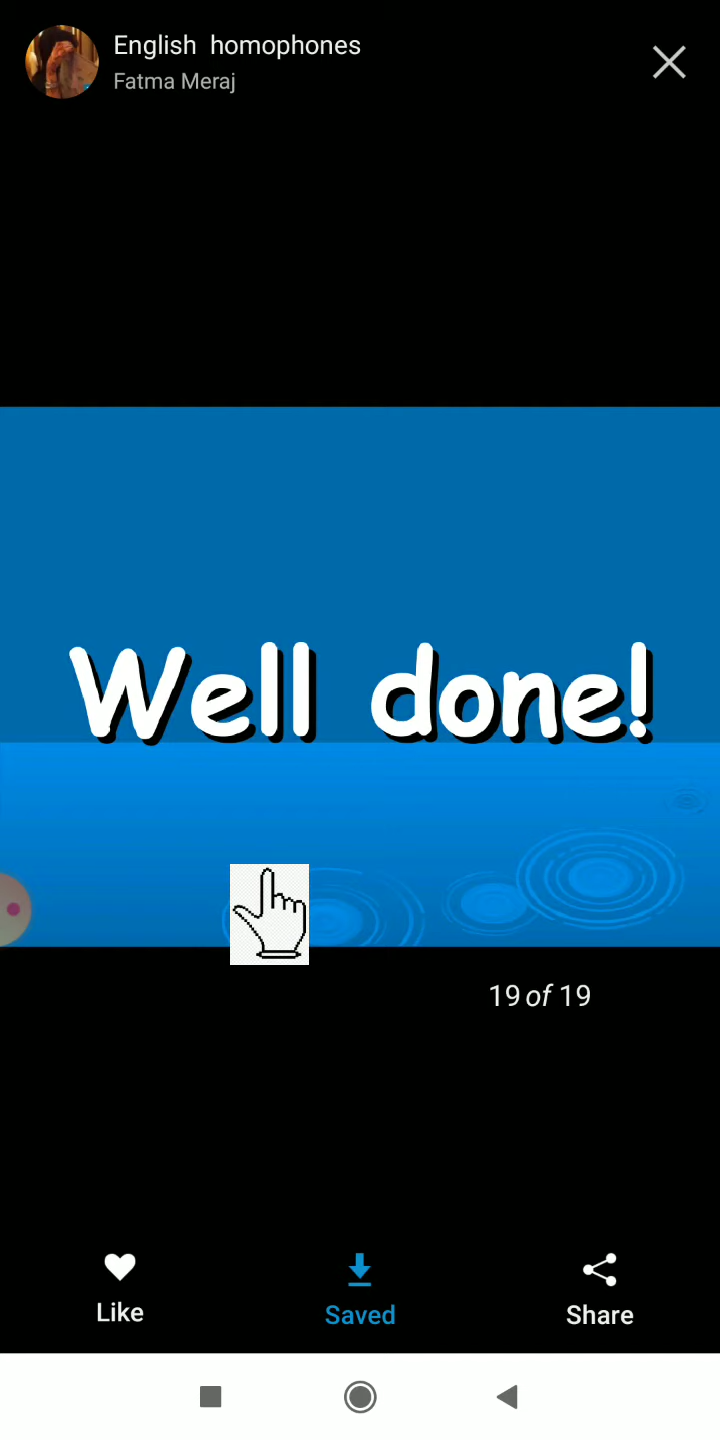 English homophones
Fatma Meraj
Well done!
19 of 19
Like
Saved
Share